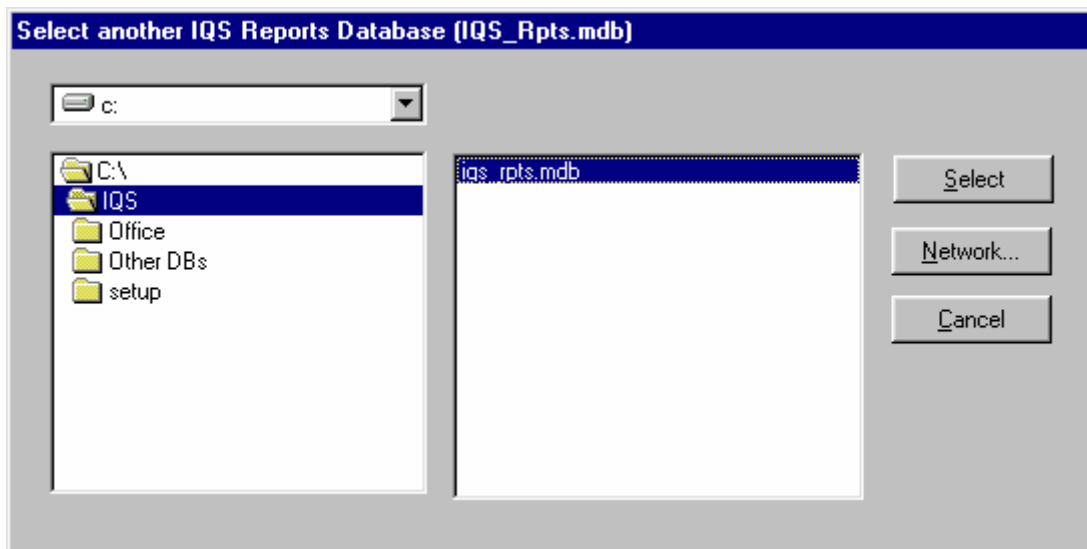 Select another IQS Reports Database (IQS_Rpts.mdb)
c:
C:\
IQS
Office
Other DBs
setup
iqs_rpts.mdb
Select
Network...
Cancel